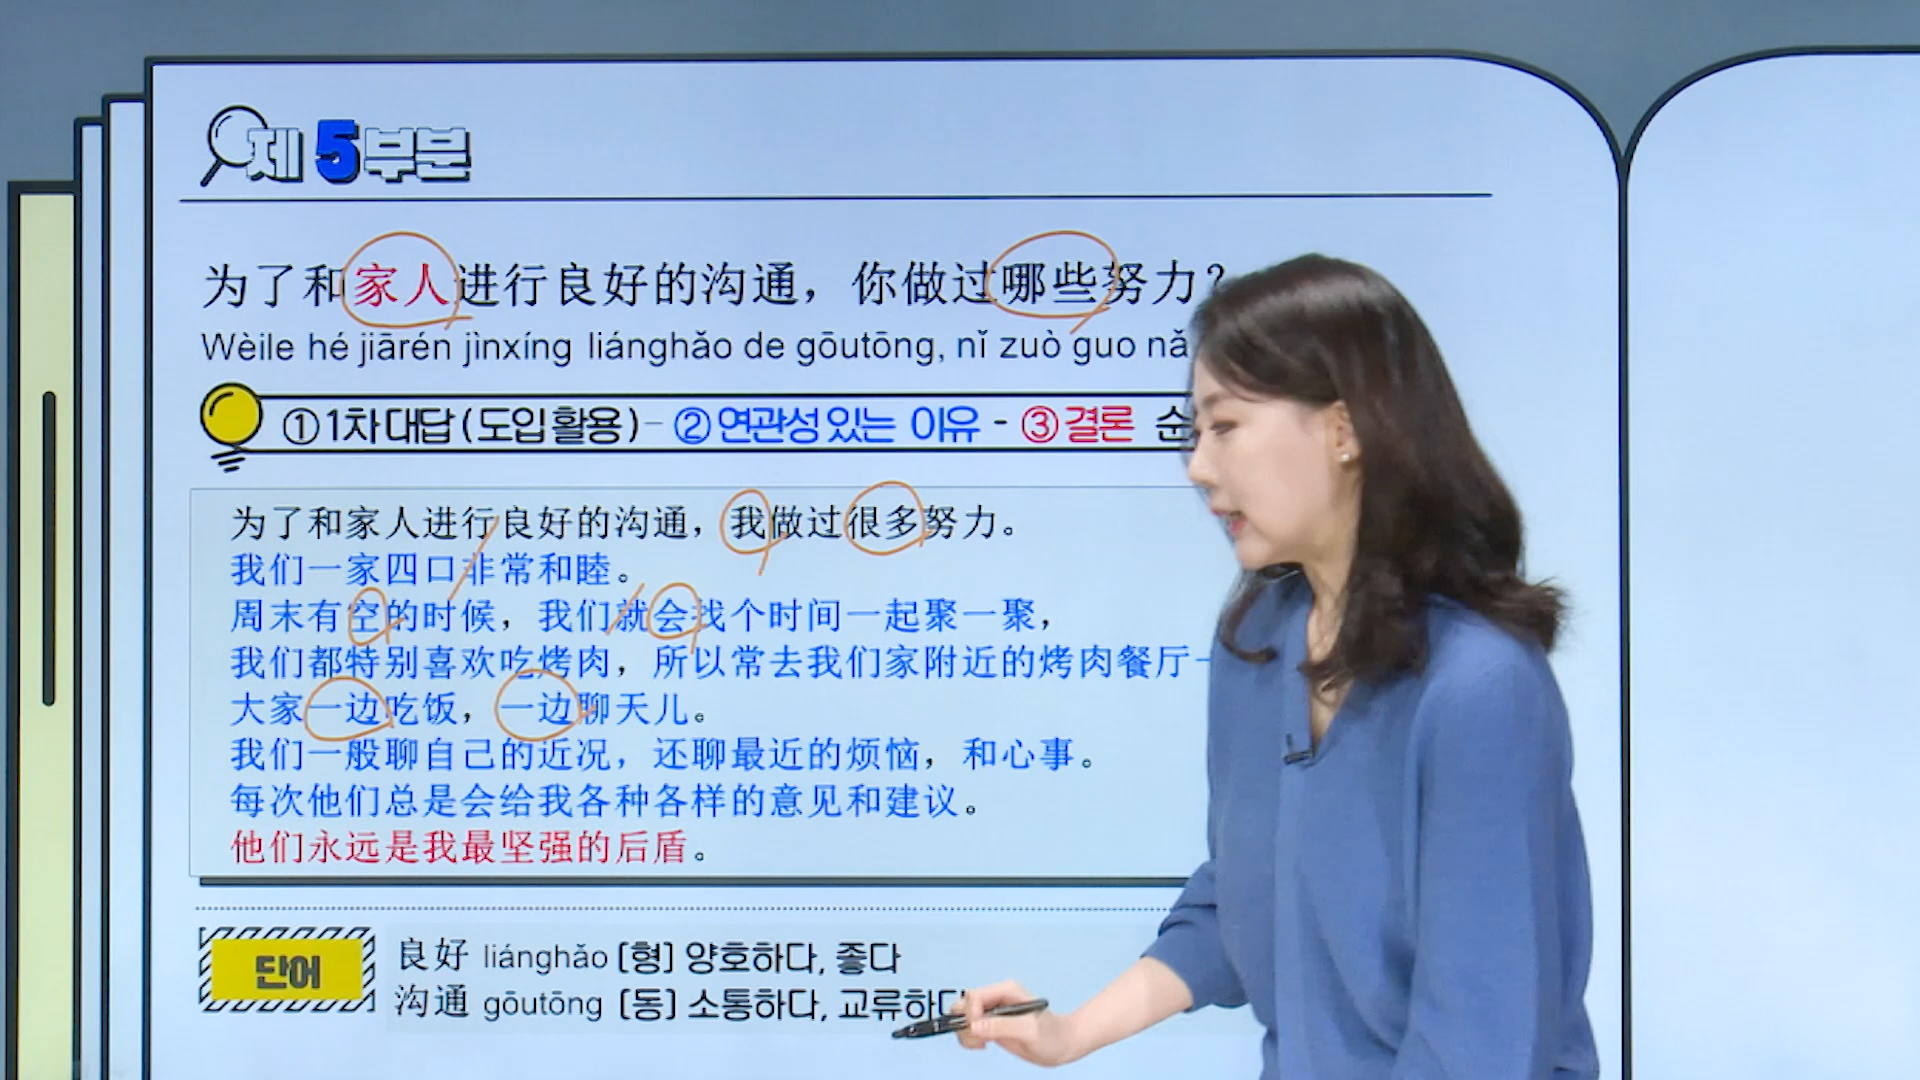 제5부분
为了和家人进行良好的沟通，你做过哪些努力？
Wèile hé jiārén jìnxíng liánghǎo de gōutōng, nǐ zuò guo nǎ
①1차 대답 (도입 활용) - ②연관성 있는 이유 - ③결론 순
为了和家人进行良好的沟通，我做过很多努力。
我们一家四口非常和睦。
周末有空的时候，我们就会找个时间一起聚一聚，
我们都特别喜欢吃烤肉，所以常去我们家附近的烤肉餐厅
大家一边吃饭，一边聊天儿。
我们一般聊自己的近况，还聊最近的烦恼，和心事。
每次他们总是会给我各种各样的意见和建议。
他们永远是我最坚强的后盾。
단어
良好 liánghǎo [형] 양호하다, 좋다
沟通 gōutōng [동] 소통하다, 교류하다